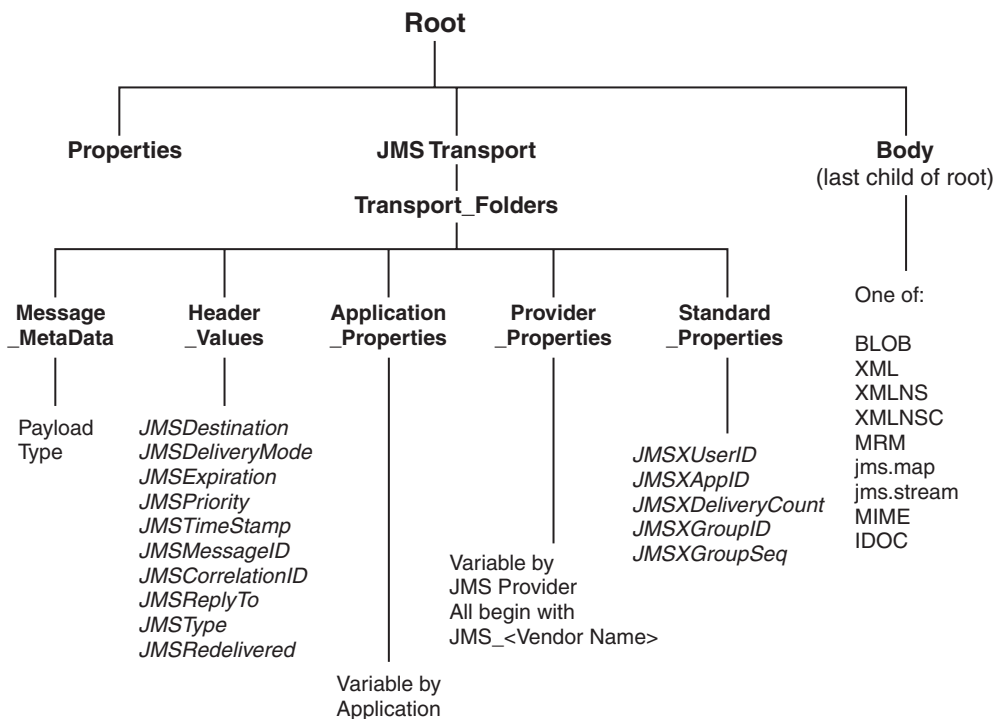 Root
Properties
JMS Transport
Body
(last child of root)
Transport_Folders
Message
_MetaData
Header
_Values
Application
_Properties
Provider
_Properties
Standard
_Properties
Payload
Type
JMSDestination
JMSDeliveryMode
JMSExpiration
JMSPriority
JMSTimeStamp
JMSMessageID
JMSCorrelationID
JMSReplyTo
JMSType
JMSRedelivered
Variable by
Application
Variable by
JMS Provider
All begin with
JMS_<Vendor Name>
JMSXUserID
JMSXAppID
JMSXDeliveryCount
JMSXGroupID
JMSXGroupSeq
One of:
BLOB
XML
XMLNS
XMLNSC
MRM
jms.map
jms.stream
MIME
IDOC